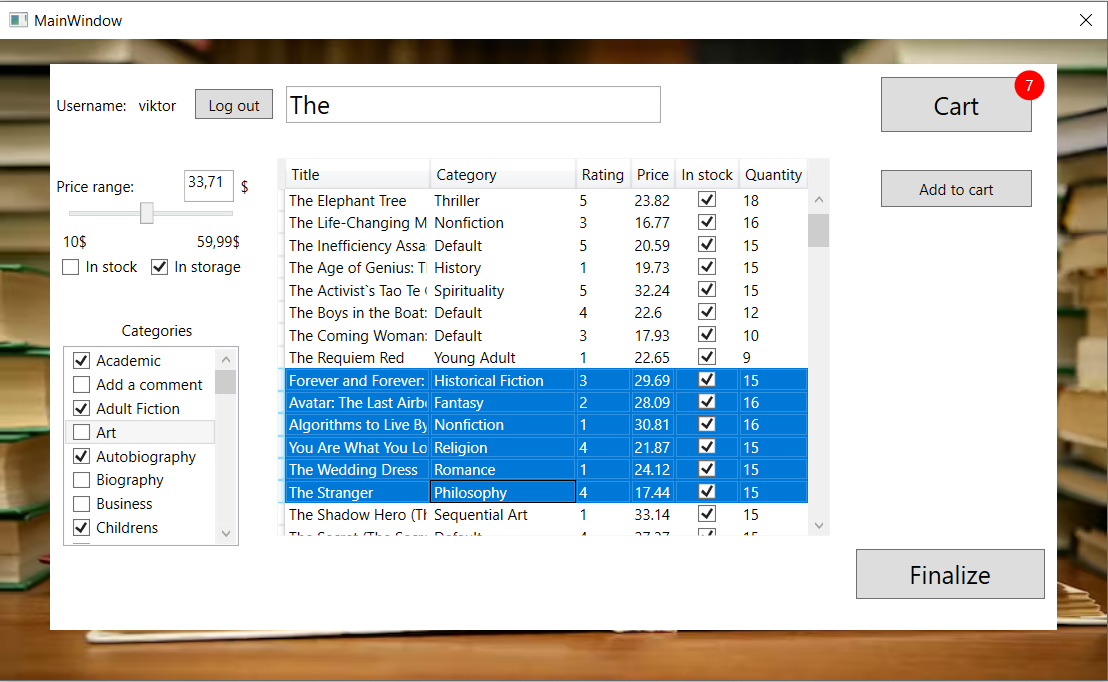 MainWindow
Username: viktor Log out The Cart 7
Price range: 33,71 $
10$ 59,99$
In stock In storage
Categories
Academic
Add a comment
Adult Fiction
Art
Autobiography
Biography
Business
Childrens
Title Category Rating Price In stock Quantity
The Elephant Tree Thriller 5 23.82 18
The Life-Changing M Nonfiction 3 16.77 16
The Inefficiency Assa Default 5 20.59 15
The Age of Genius: T History 1 19.73 15
The Activist`s Tao Te Spirituality 5 32.24 15
The Boys in the Boat: Default 4 22.6 12
The Coming Woman: Default 3 17.93 10
The Requiem Red Young Adult 1 22.65 9
Forever and Forever: Historical Fiction 3 29.69 15
Avatar: The Last Airb Fantasy 2 28.09 16
Algorithms to Live By Nonfiction 1 30.81 16
You Are What You Lo Religion 4 21.87 15
The Wedding Dress Romance 1 24.12 15
The Stranger Philosophy 4 17.44 15
The Shadow Hero (Th Sequential Art 1 33.14 15
Add to cart
Finalize